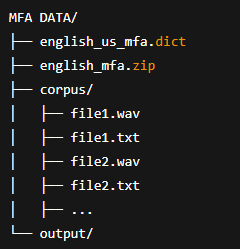 MFA DATA/
├── english_us_mfa.dict
├── english_mfa.zip
├── corpus/
│   ├── file1.wav
│   ├── file1.txt
│   ├── file2.wav
│   ├── file2.txt
│   ├── ...
└── output/